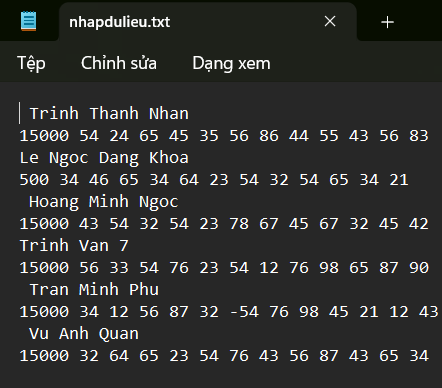 nhapdulieu.txt
Tệp Chỉnh sửa Dạng xem
Trinh Thanh Nhan
15000 54 24 65 45 35 56 86 44 55 43 56 83
Le Ngoc Dang Khoa
500 34 46 65 34 64 23 54 32 54 65 34 21
Hoang Minh Ngoc
15000 43 54 32 54 23 78 67 45 67 32 45 42
Trinh Van 7
15000 56 33 54 76 23 54 12 76 98 65 87 90
Tran Minh Phu
15000 34 12 56 87 32 -54 76 98 45 21 12 43
Vu Anh Quan
15000 32 64 65 23 54 76 43 56 87 43 65 34